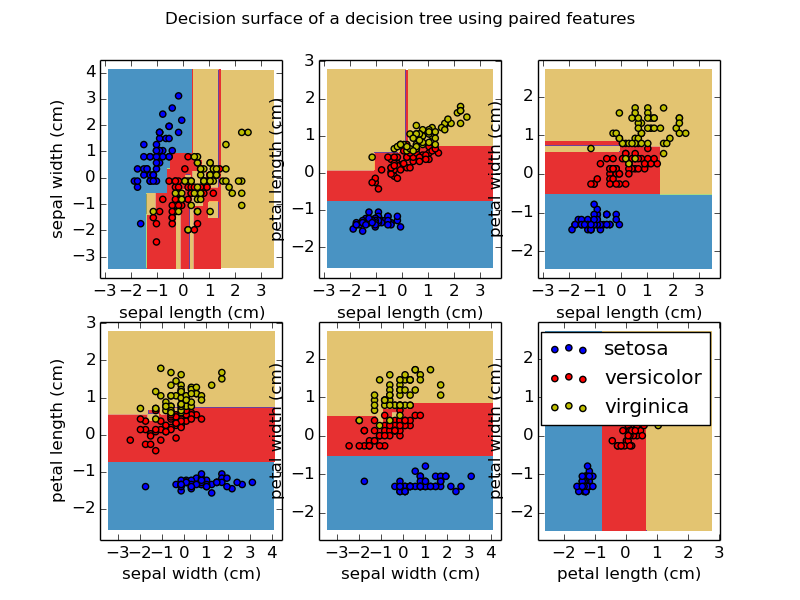 Decision surface of a decision tree using paired features
sepal width (cm)
4
3
2
1
0
−1
−2
−3
−3 −2 −1 0 1 2 3
sepal length (cm)
petal length (cm)
3
2
1
0
−1
−2
−3 −2 −1 0 1 2 3
sepal length (cm)
petal width (cm)
2
1
0
−1
−2
−3 −2 −1 0 1 2 3
sepal length (cm)
petal length (cm)
3
2
1
0
−1
−2
−3 −2 −1 0 1 2 3 4
sepal width (cm)
petal width (cm)
2
1
0
−1
−2
−3 −2 −1 0 1 2 3 4
sepal width (cm)
petal width (cm)
2
1
0
−1
−2
setosa
versicolor
virginica
−2 −1 0 1 2 3
petal length (cm)